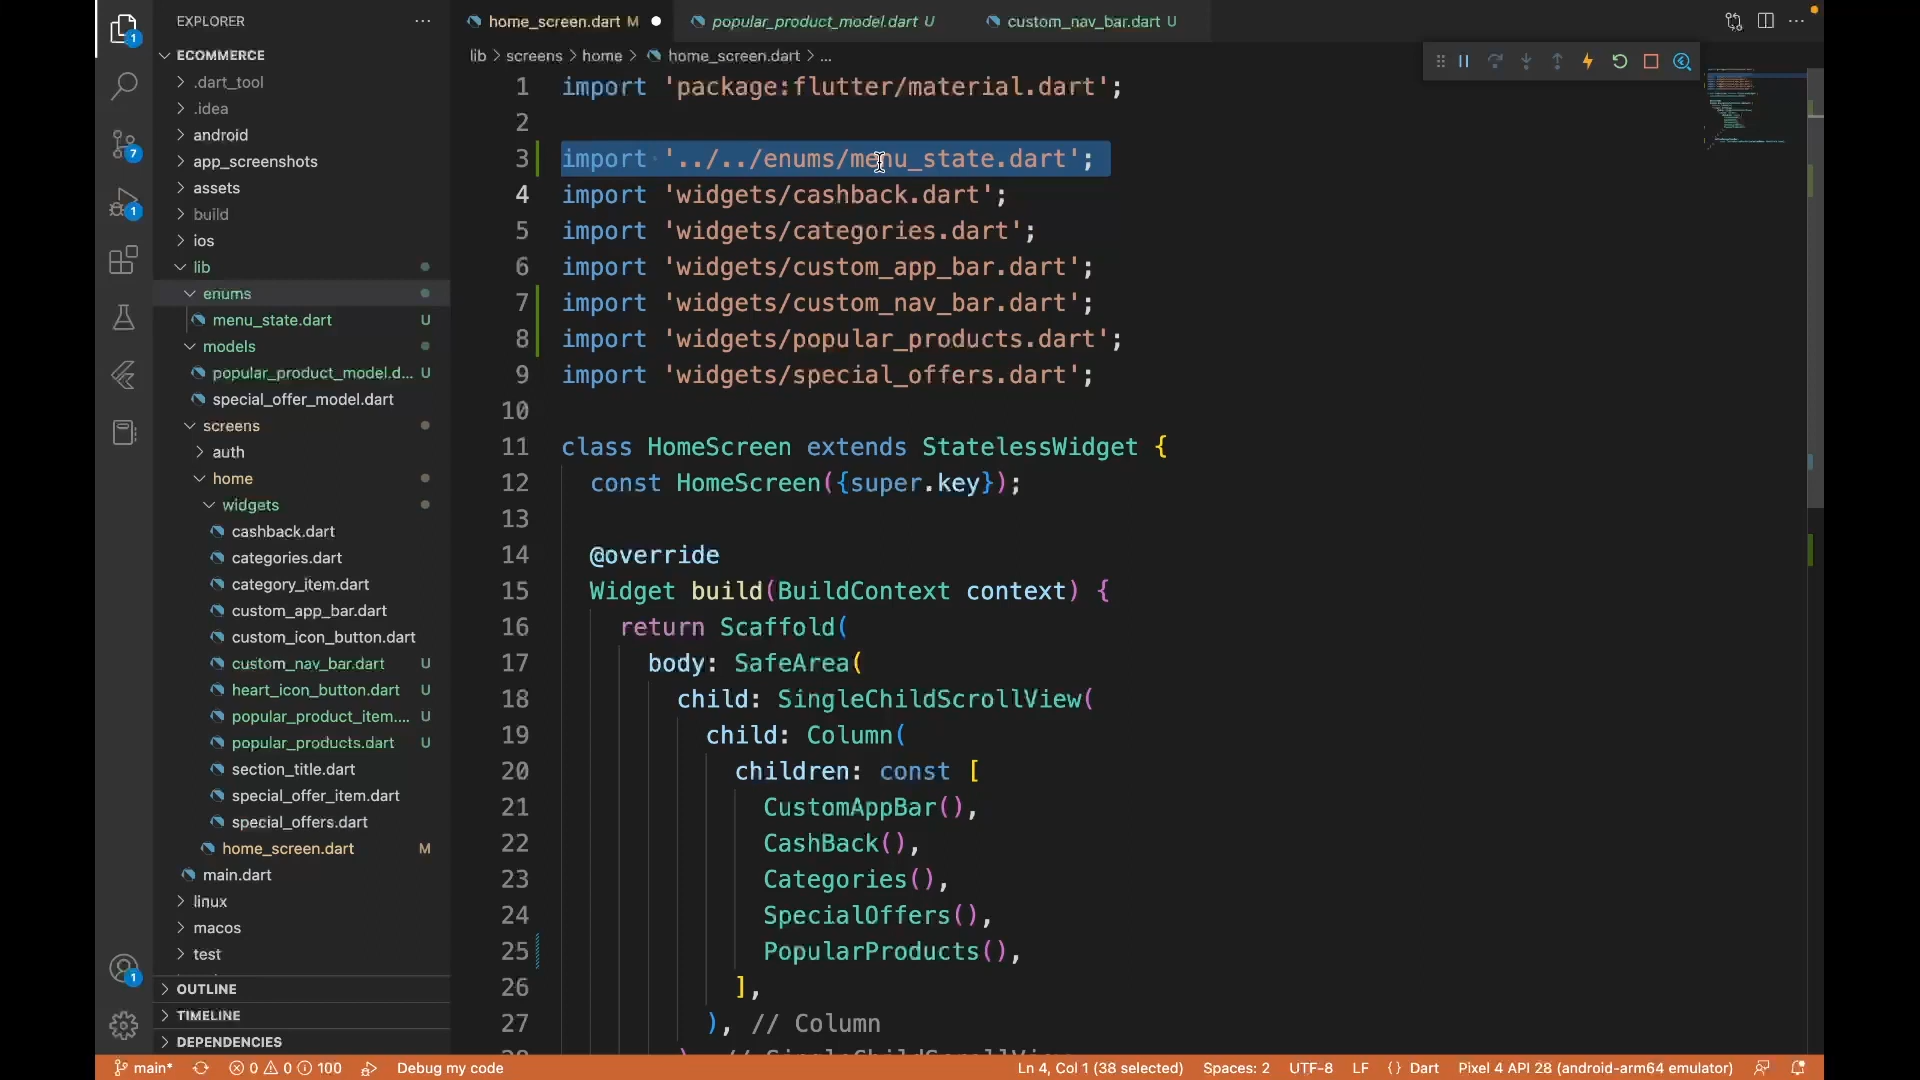 EXPLORER
ECOMMERCE
.dart_tool
.idea
android
app_screenshots
assets
build
ios
lib
enums
menu_state.dart U
models
popular_product_model.d... U
special_offer_model.dart
screens
auth
home
widgets
cashback.dart
categories.dart
category_item.dart
custom_app_bar.dart
custom_icon_button.dart
custom_nav_bar.dart U
heart_icon_button.dart U
popular_product_item.... U
popular_products.dart U
section_title.dart
special_offer_item.dart
special_offers.dart
home_screen.dart M
main.dart
linux
macos
test
OUTLINE
TIMELINE
DEPENDENCIES
1
7
1
1
home_screen.dart M
popular_product_model.dart U
custom_nav_bar.dart U
lib > screens > home > home_screen.dart > ...
1 import 'package:flutter/material.dart';
2
3 import '../../enums/menu_state.dart';
4 import 'widgets/cashback.dart';
5 import 'widgets/categories.dart';
6 import 'widgets/custom_app_bar.dart';
7 import 'widgets/custom_nav_bar.dart';
8 import 'widgets/popular_products.dart';
9 import 'widgets/special_offers.dart';
10
11 class HomeScreen extends StatelessWidget {
12 const HomeScreen({super.key});
13
14 @override
15 Widget build(BuildContext context) {
16 return Scaffold(
17 body: SafeArea(
18 child: SingleChildScrollView(
19 child: Column(
20 children: const [
21 CustomAppBar(),
22 CashBack(),
23 Categories(),
24 SpecialOffers(),
25 PopularProducts(),
26 ],
27 ), // Column
28 ), // SingleChildScrollView
main* 0 0 100 Debug my code
Ln 4, Col 1 (38 selected) Spaces: 2 UTF-8 LF {} Dart Pixel 4 API 28 (android-arm64 emulator)